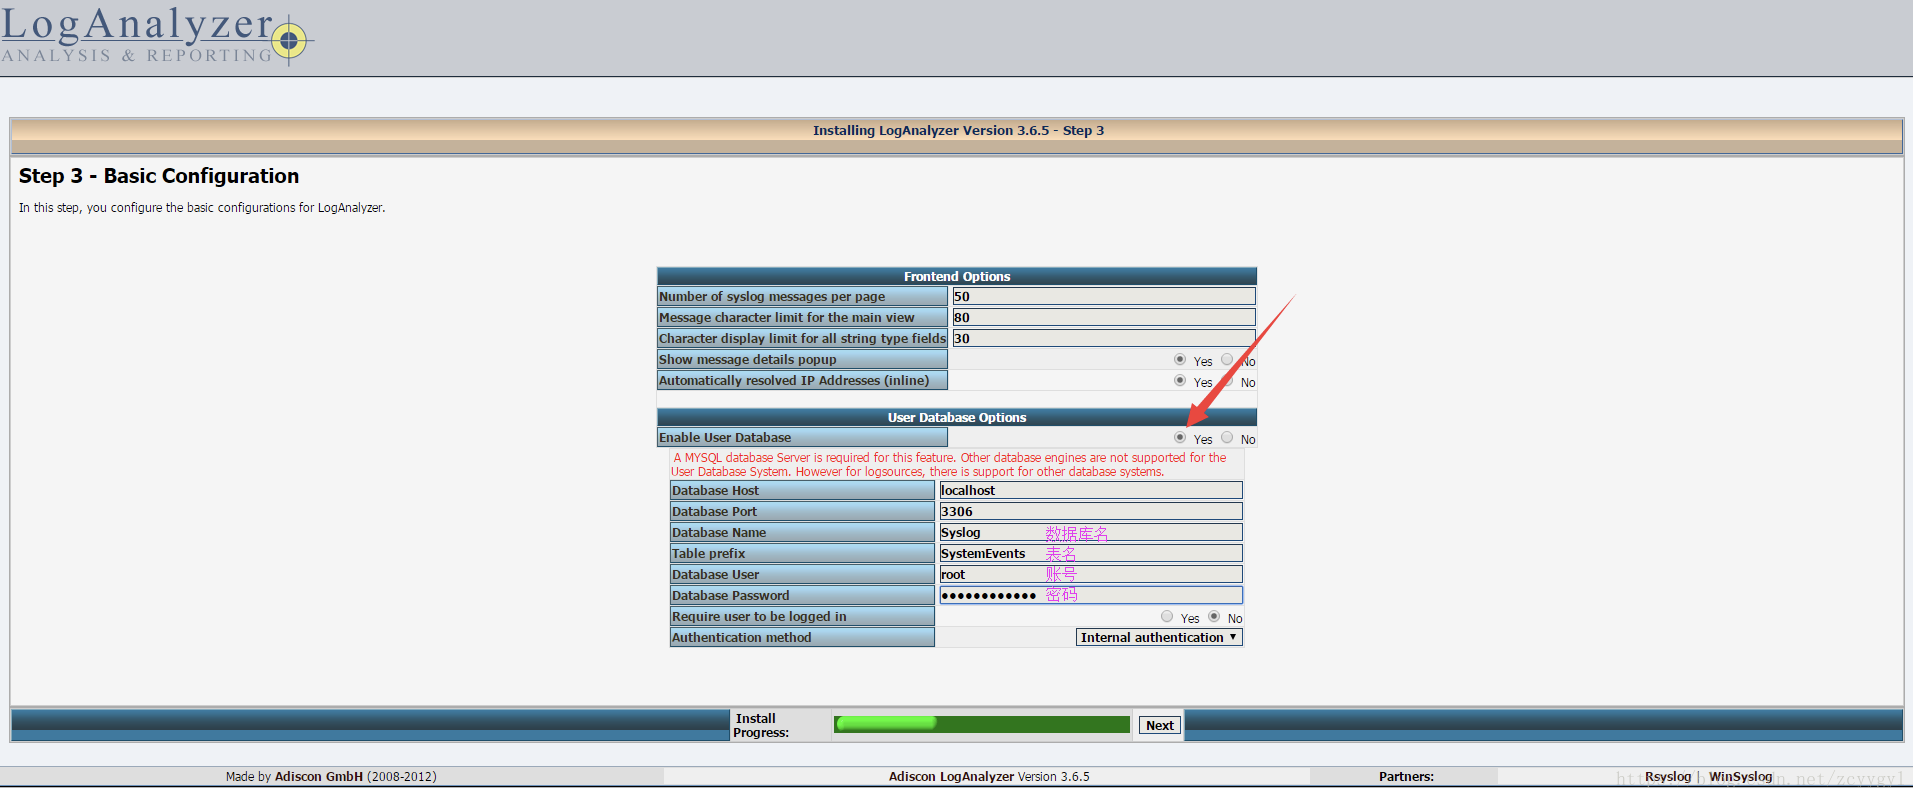 LogAnalyzer
ANALYSIS & REPORTING
Installing LogAnalyzer Version 3.6.5 - Step 3
Step 3 - Basic Configuration
In this step, you configure the basic configurations for LogAnalyzer.
Frontend Options
Number of syslog messages per page 50
Message character limit for the main view 80
Character display limit for all string type fields 30
Show message details popup Yes No
Automatically resolved IP Addresses (inline) Yes No
User Database Options
Enable User Database Yes No
A MYSQL database Server is required for this feature. Other database engines are not supported for the
User Database System. However for logsources, there is support for other database systems.
Database Host localhost
Database Port 3306
Database Name Syslog 数据库名
Table prefix SystemEvents 表名
Database User root 账号
Database Password ●●●●●●●●●●●● 密码
Require user to be logged in Yes No
Authentication method Internal authentication
Install
Progress:
Next
Made by Adiscon GmbH (2008-2012) Adiscon LogAnalyzer Version 3.6.5 Partners: Rsyslog | WinSyslog